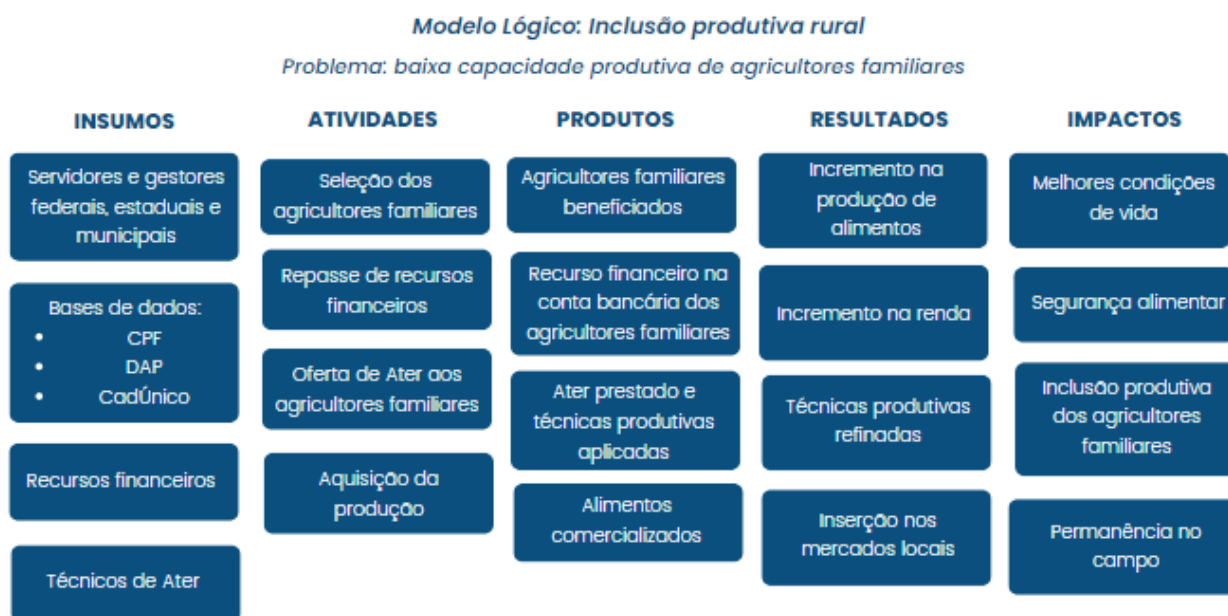 Modelo Lógico: Inclusão produtiva rural
Problema: baixa capacidade produtiva de agricultores familiares
INSUMOS
Servidores e gestores
federais, estaduais e
municipais
Bases de dados:
• CPF
• DAP
• CadÚnico
Recursos financeiros
Técnicos de Ater
ATIVIDADES
Seleção dos
agricultores familiares
Repasse de recursos
financeiros
Oferta de Ater aos
agricultores familiares
Aquisição da
produção
PRODUTOS
Agricultores familiares
beneficiados
Recurso financeiro na
conta bancária dos
agricultores familiares
Ater prestado e
técnicas produtivas
aplicadas
Alimentos
comercializados
RESULTADOS
Incremento na
produção de
alimentos
Incremento na renda
Técnicas produtivas
refinadas
Inserção nos
mercados locais
IMPACTOS
Melhores condições
de vida
Segurança alimentar
Inclusão produtiva
dos agricultores
familiares
Permanência no
campo